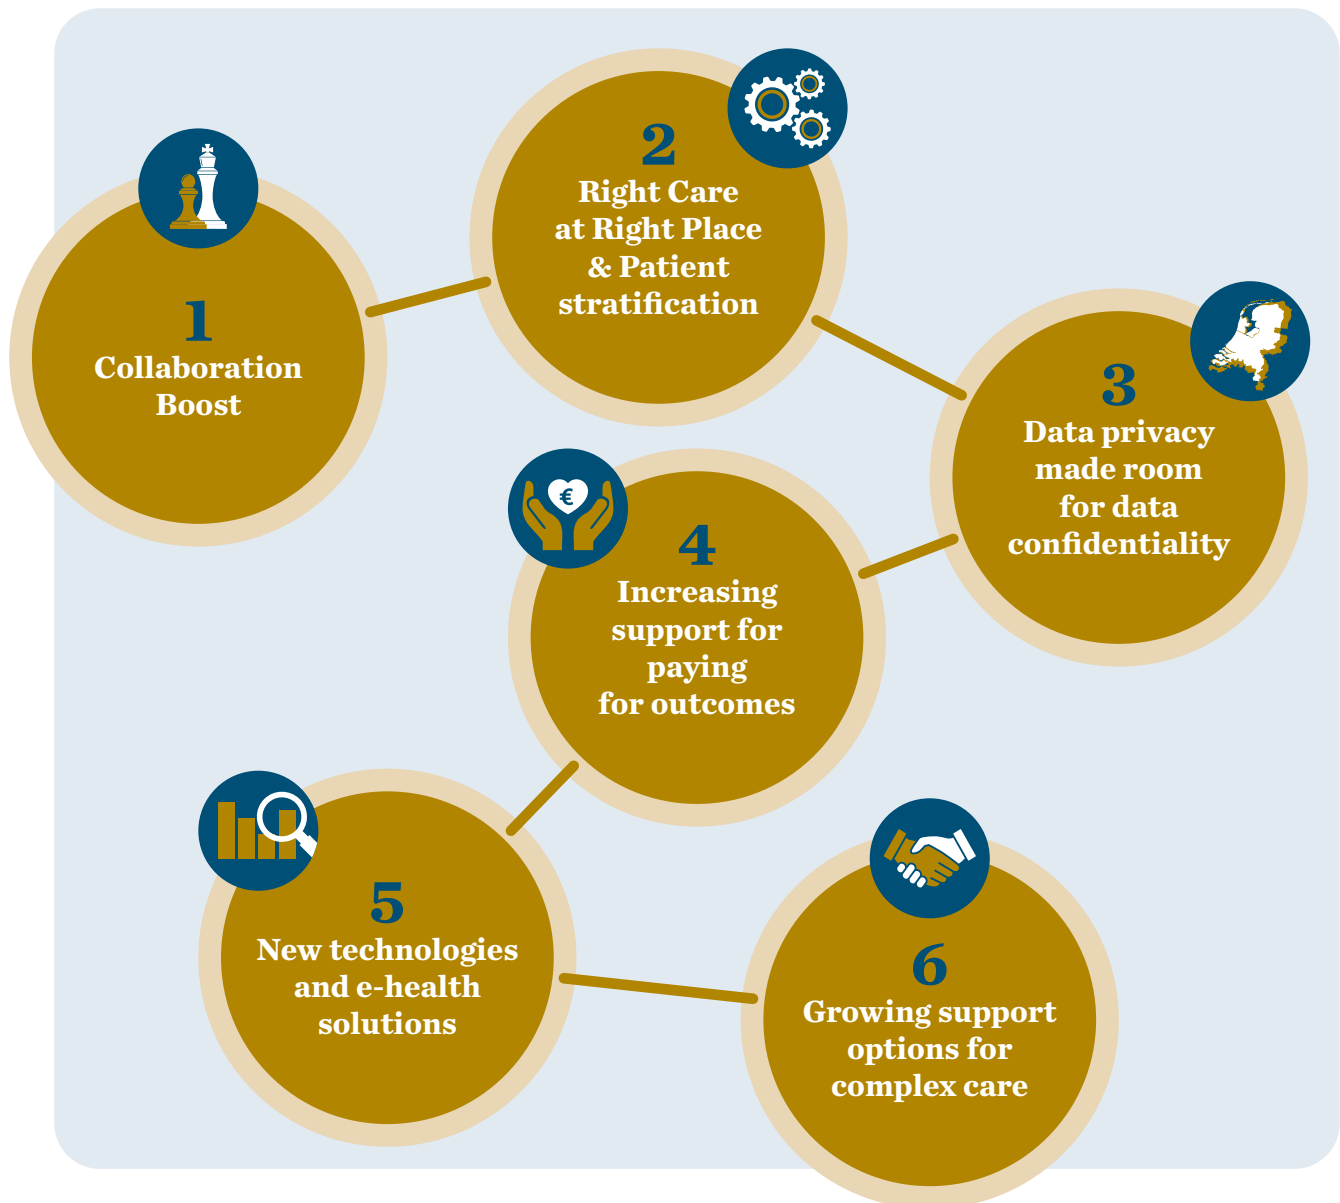 1
Collaboration
Boost
2
Right Care
at Right Place
& Patient
stratification
3
Data privacy
made room
for data
confidentiality
€
4
Increasing
support for
paying
for outcomes
5
New technologies
and e-health
solutions
6
Growing support
options for
complex care